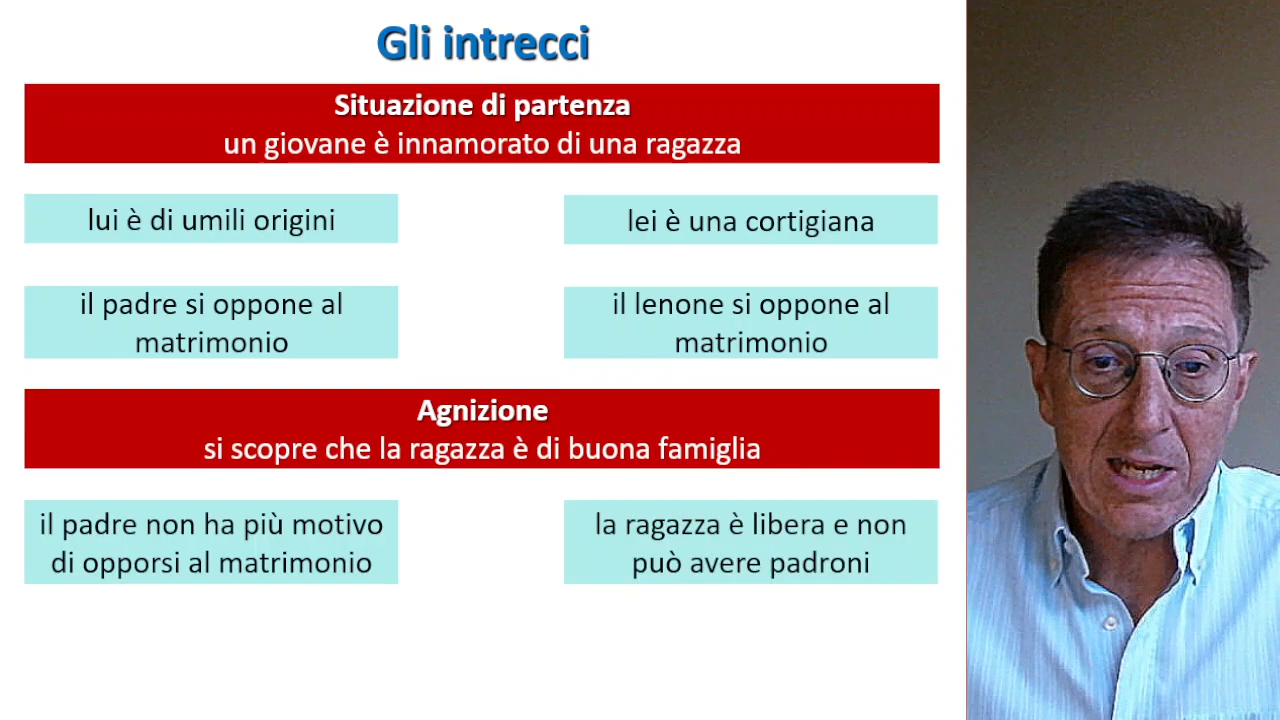 Gli intrecci
Situazione di partenza
un giovane è innamorato di una ragazza
lui è di umili origini
lei è una cortigiana
il padre si oppone al
matrimonio
il lenone si oppone al
matrimonio
Agnizione
si scopre che la ragazza è di buona famiglia
il padre non ha più motivo
di opporsi al matrimonio
la ragazza è libera e non
può avere padroni